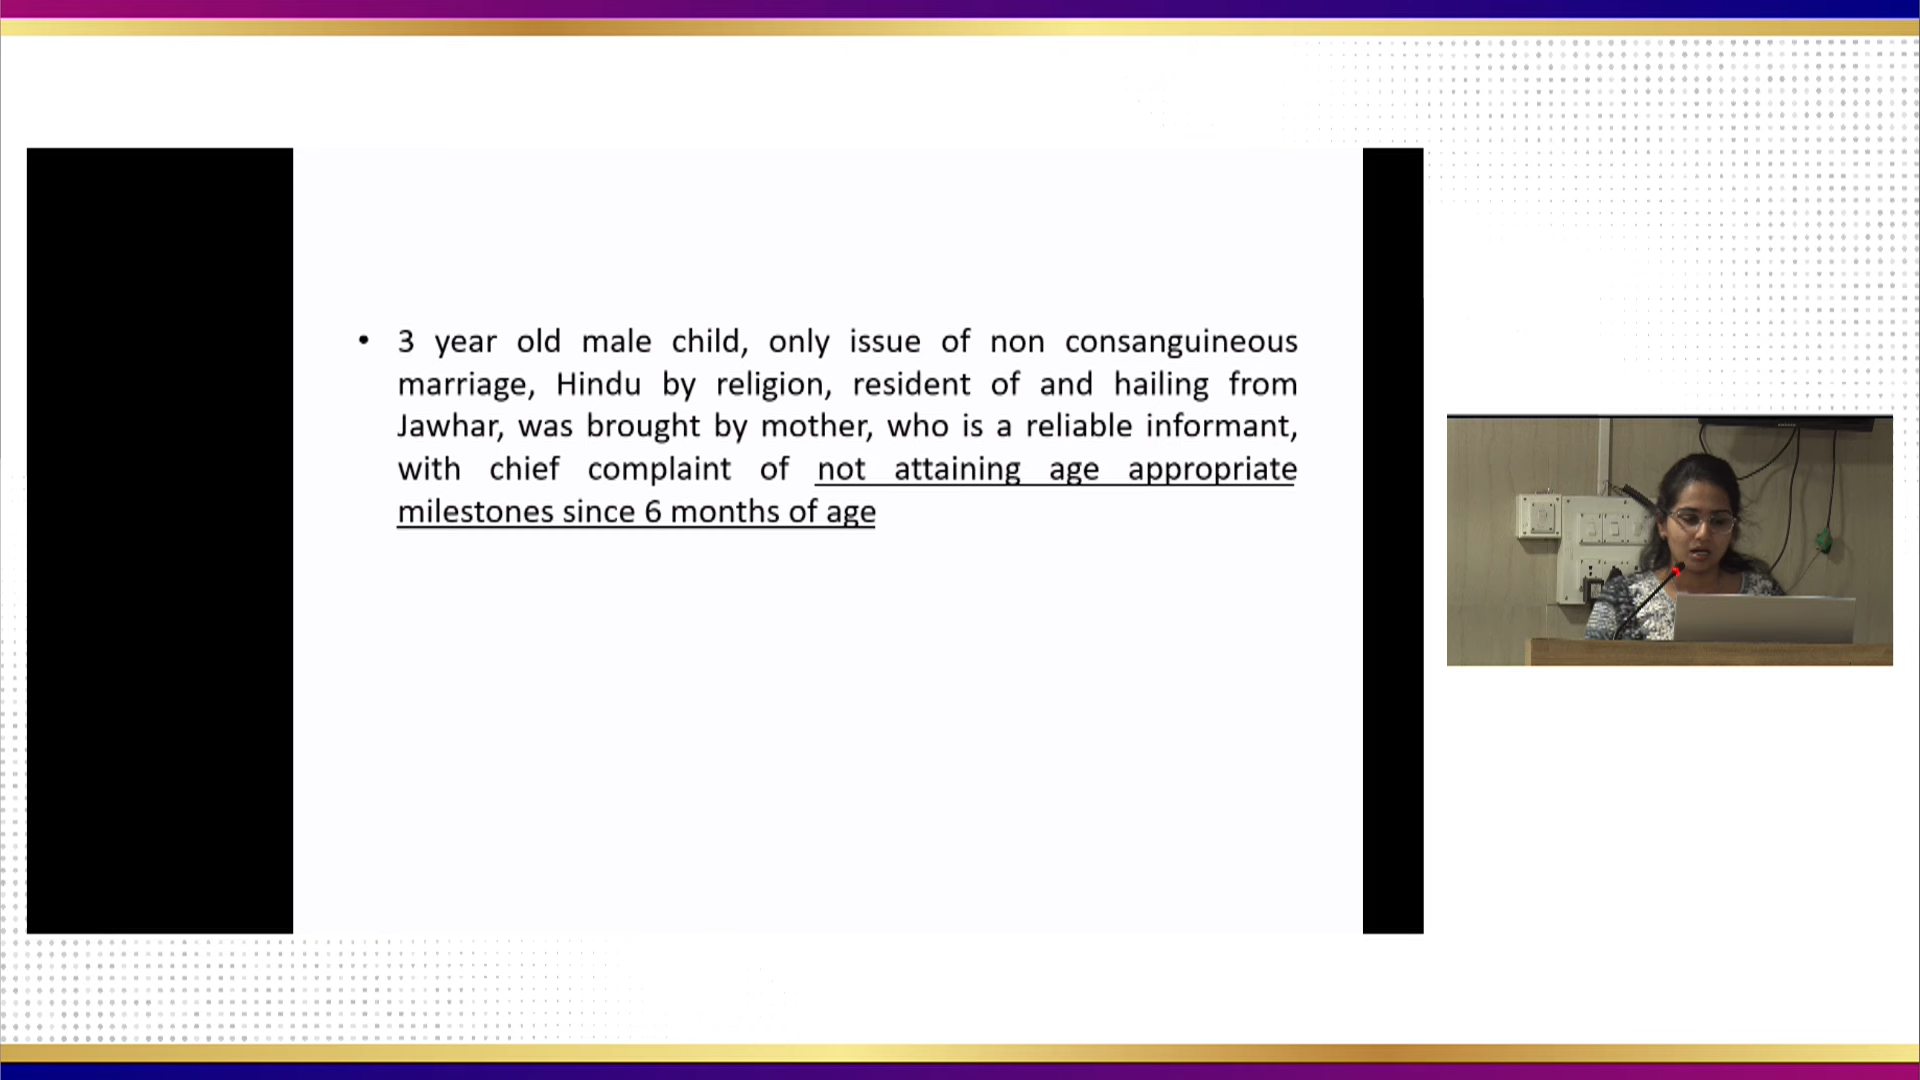 • 3 year old male child, only issue of non consanguineous
marriage, Hindu by religion, resident of and hailing from
Jawhar, was brought by mother, who is a reliable informant,
with chief complaint of not attaining age appropriate
milestones since 6 months of age